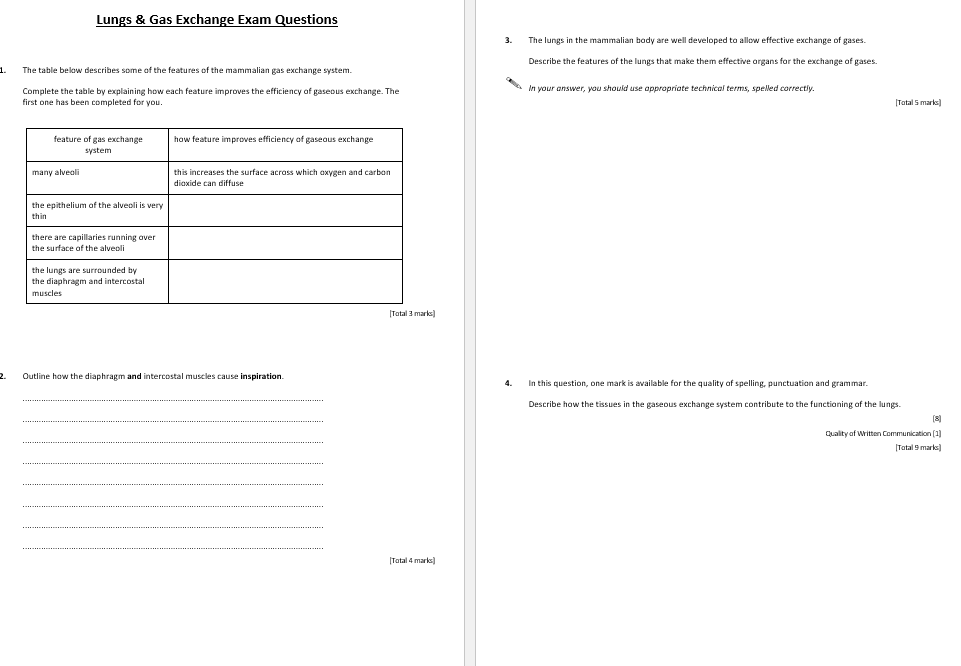 Lungs & Gas Exchange Exam Questions
1. The table below describes some of the features of the mammalian gas exchange system.
Complete the table by explaining how each feature improves the efficiency of gaseous exchange. The
first one has been completed for you.
feature of gas exchange
system
how feature improves efficiency of gaseous exchange
many alveoli
this increases the surface across which oxygen and carbon
dioxide can diffuse
the epithelium of the alveoli is very
thin
there are capillaries running over
the surface of the alveoli
the lungs are surrounded by
the diaphragm and intercostal
muscles
[Total 3 marks]
2. Outline how the diaphragm and intercostal muscles cause inspiration.
[Total 4 marks]
3. The lungs in the mammalian body are well developed to allow effective exchange of gases.
Describe the features of the lungs that make them effective organs for the exchange of gases.
In your answer, you should use appropriate technical terms, spelled correctly.
[Total 5 marks]
4. In this question, one mark is available for the quality of spelling, punctuation and grammar.
Describe how the tissues in the gaseous exchange system contribute to the functioning of the lungs.
[8]
Quality of Written Communication [1]
[Total 9 marks]